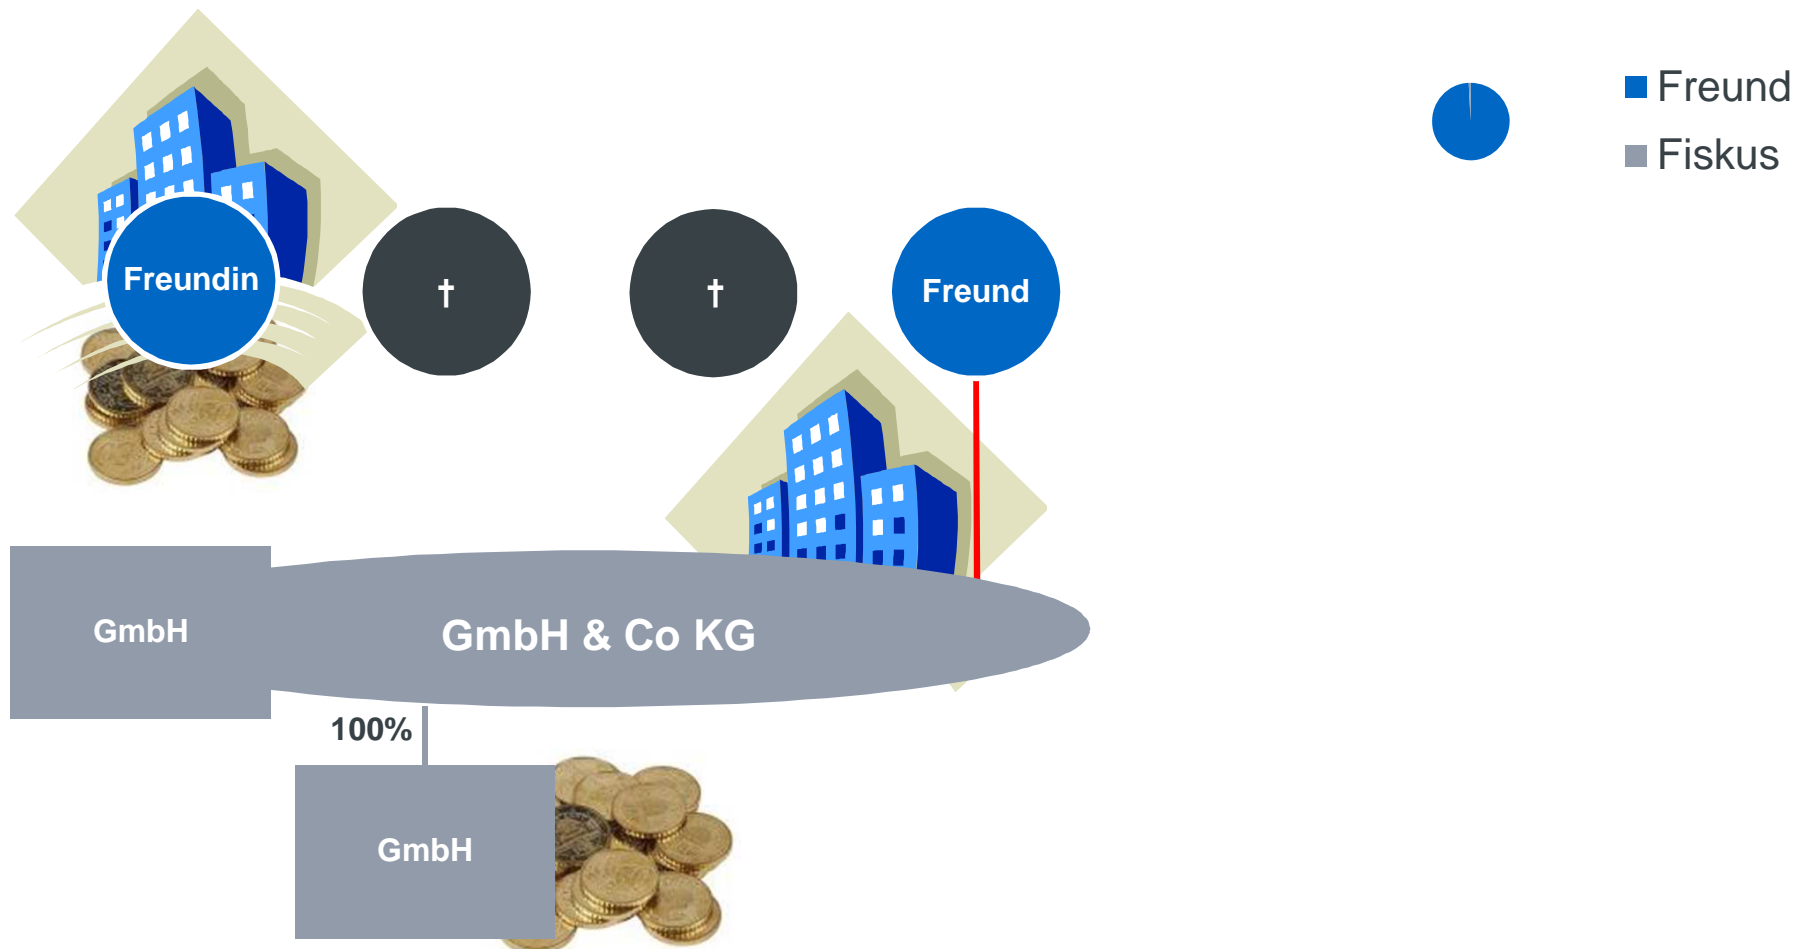 Freund
Fiskus
Freundin
†
†
Freund
GmbH
GmbH & Co KG
100%
GmbH